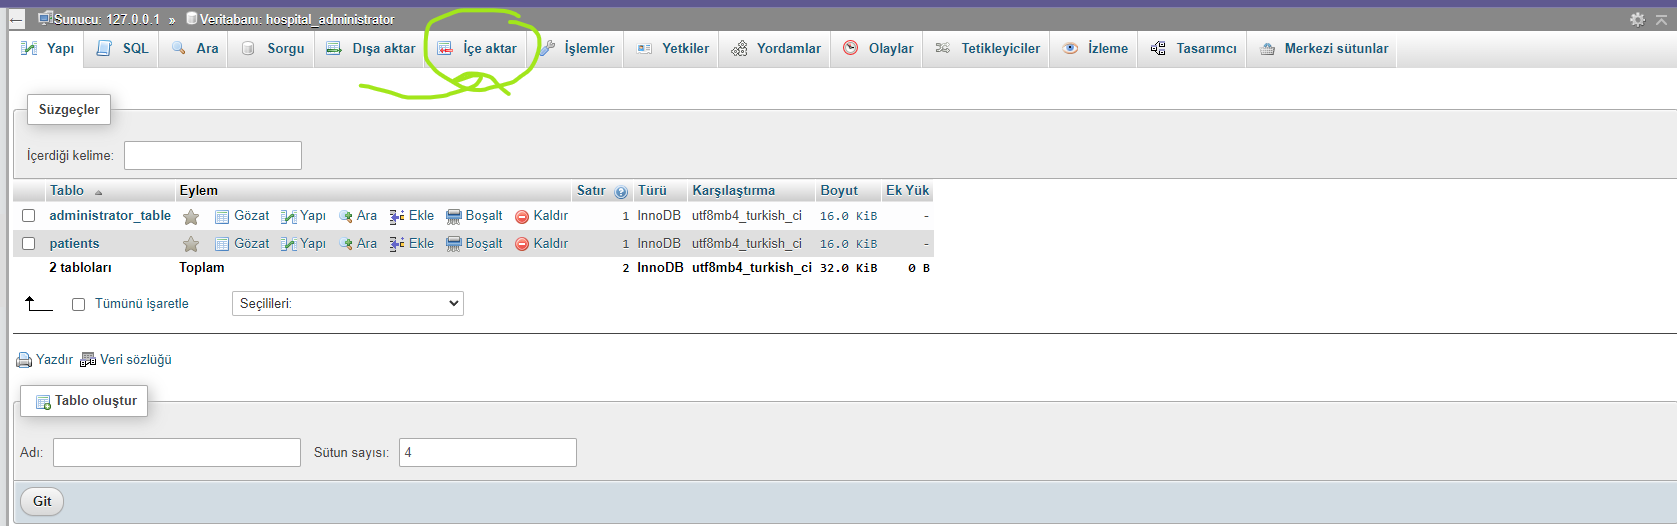 Sunucu: 127.0.0.1 » Veritabanı: hospital_administrator
Yapı SQL Ara Sorgu Dışa aktar İçe aktar İşlemler Yetkiler Yordamlar Olaylar Tetikleyiciler İzleme Tasarımcı Merkezi sütunlar
Süzgeçler
İçerdiği kelime:
Tablo Eylem Satır Türü Karşılaştırma Boyut Ek Yük
administrator_table Gözat Yapı Ara Ekle Boşalt Kaldır 1 InnoDB utf8mb4_turkish_ci 16.0 KiB -
patients Gözat Yapı Ara Ekle Boşalt Kaldır 1 InnoDB utf8mb4_turkish_ci 16.0 KiB -
2 tabloları Toplam 2 InnoDB utf8mb4_turkish_ci 32.0 KiB 0 B
Tümünü işaretle Seçilileri:
Yazdır Veri sözlüğü
Tablo oluştur
Adı: Sütun sayısı: 4
Git